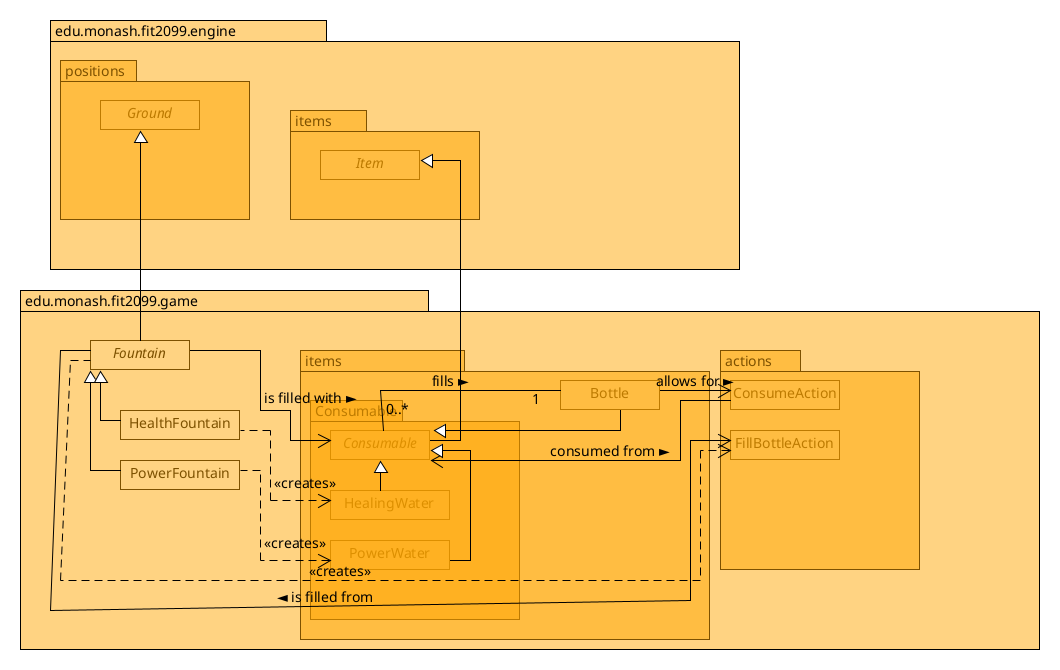 edu.monash.fit2099.engine
positions
Ground
items
Item
edu.monash.fit2099.game
Fountain
items
actions
fills ►
allows for ►
Bottle
ConsumeAction
is filled with ►
1
0..*
HealthFountain
Consumable
FillBottleAction
consumed from ►
PowerFountain
«creates»
HealingWater
«creates»
PowerWater
«creates»
◄ is filled from